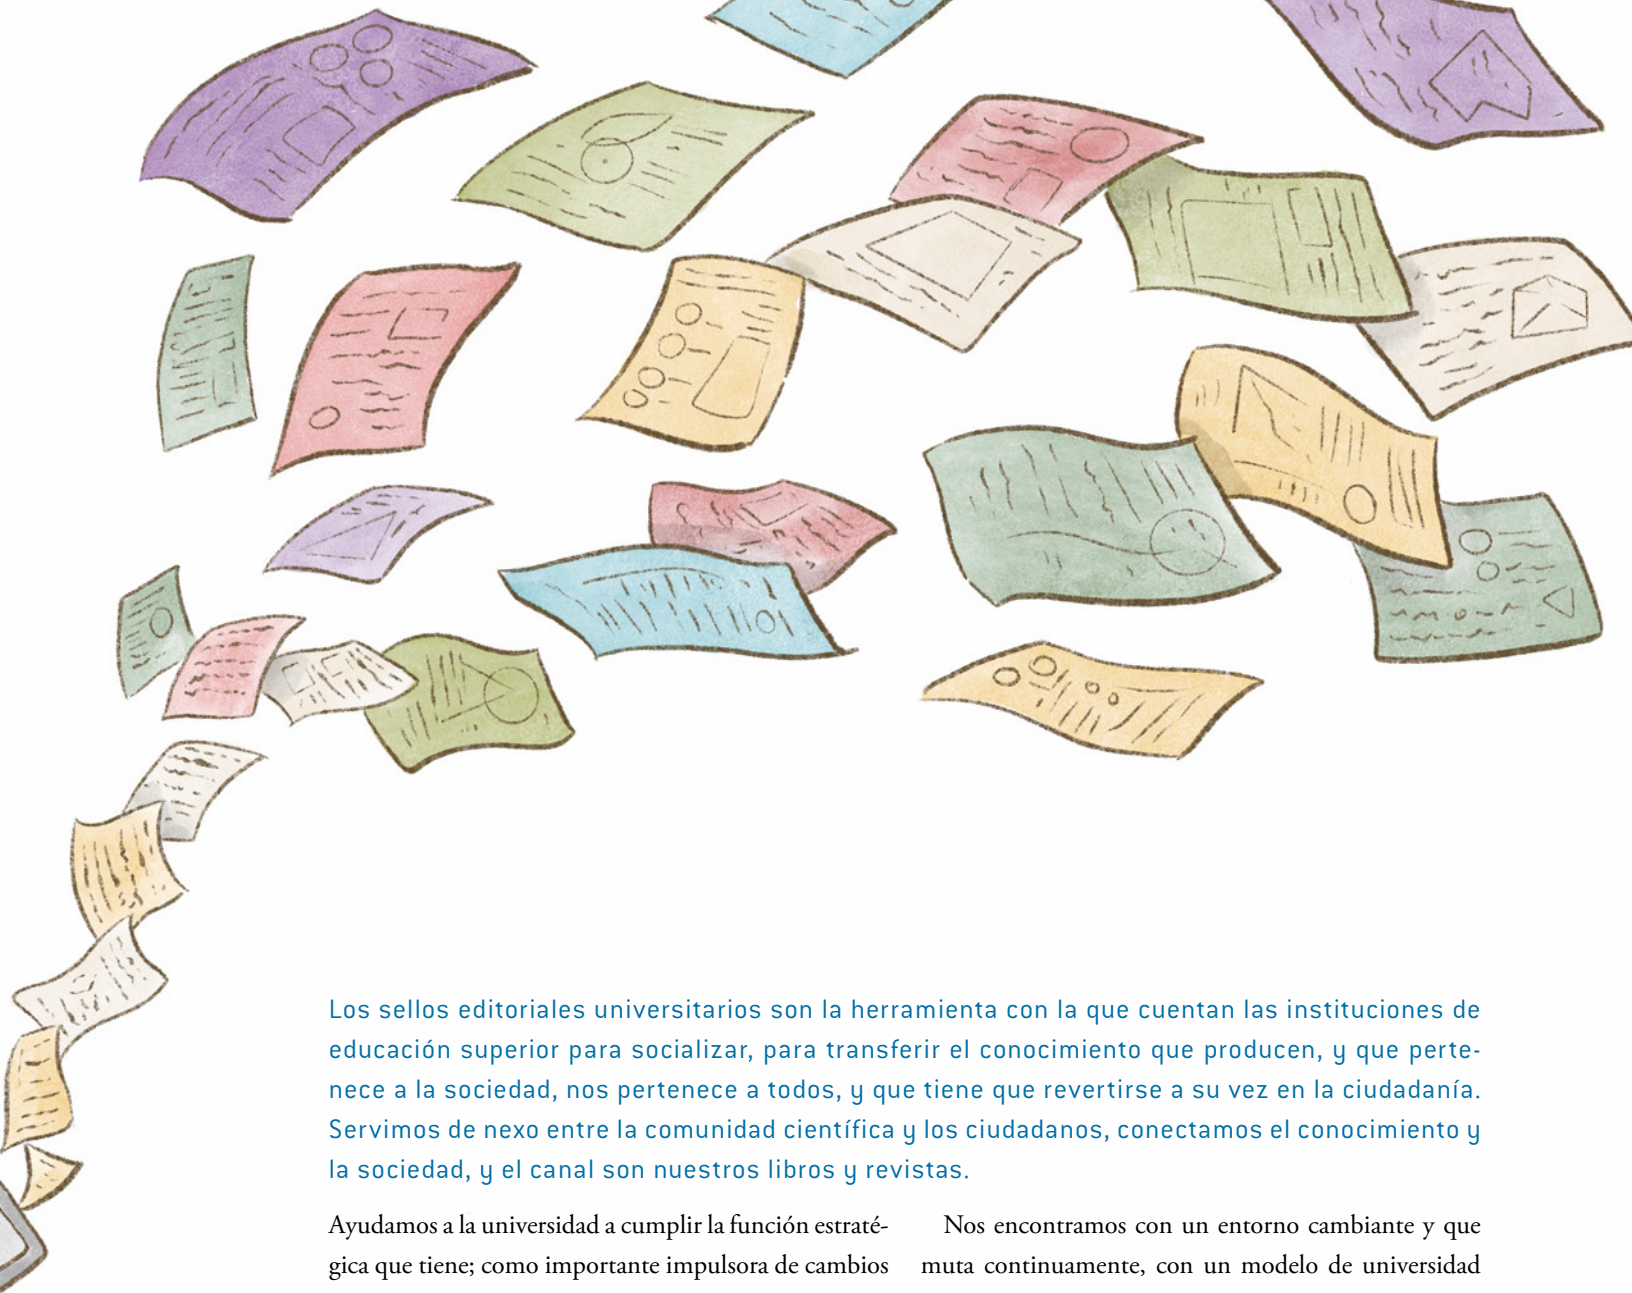 Los sellos editoriales universitarios son la herramienta con la que cuentan las instituciones de
educación superior para socializar, para transferir el conocimiento que producen, y que perte-
nece a la sociedad, nos pertenece a todos, y que tiene que revertirse a su vez en la ciudadanía.
Servimos de nexo entre la comunidad científica y los ciudadanos, conectamos el conocimiento y
la sociedad, y el canal son nuestros libros y revistas.
Ayudamos a la universidad a cumplir la función estraté-
gica que tiene; como importante impulsora de cambios
Nos encontramos con un entorno cambiante y que
muta continuamente, con un modelo de universidad